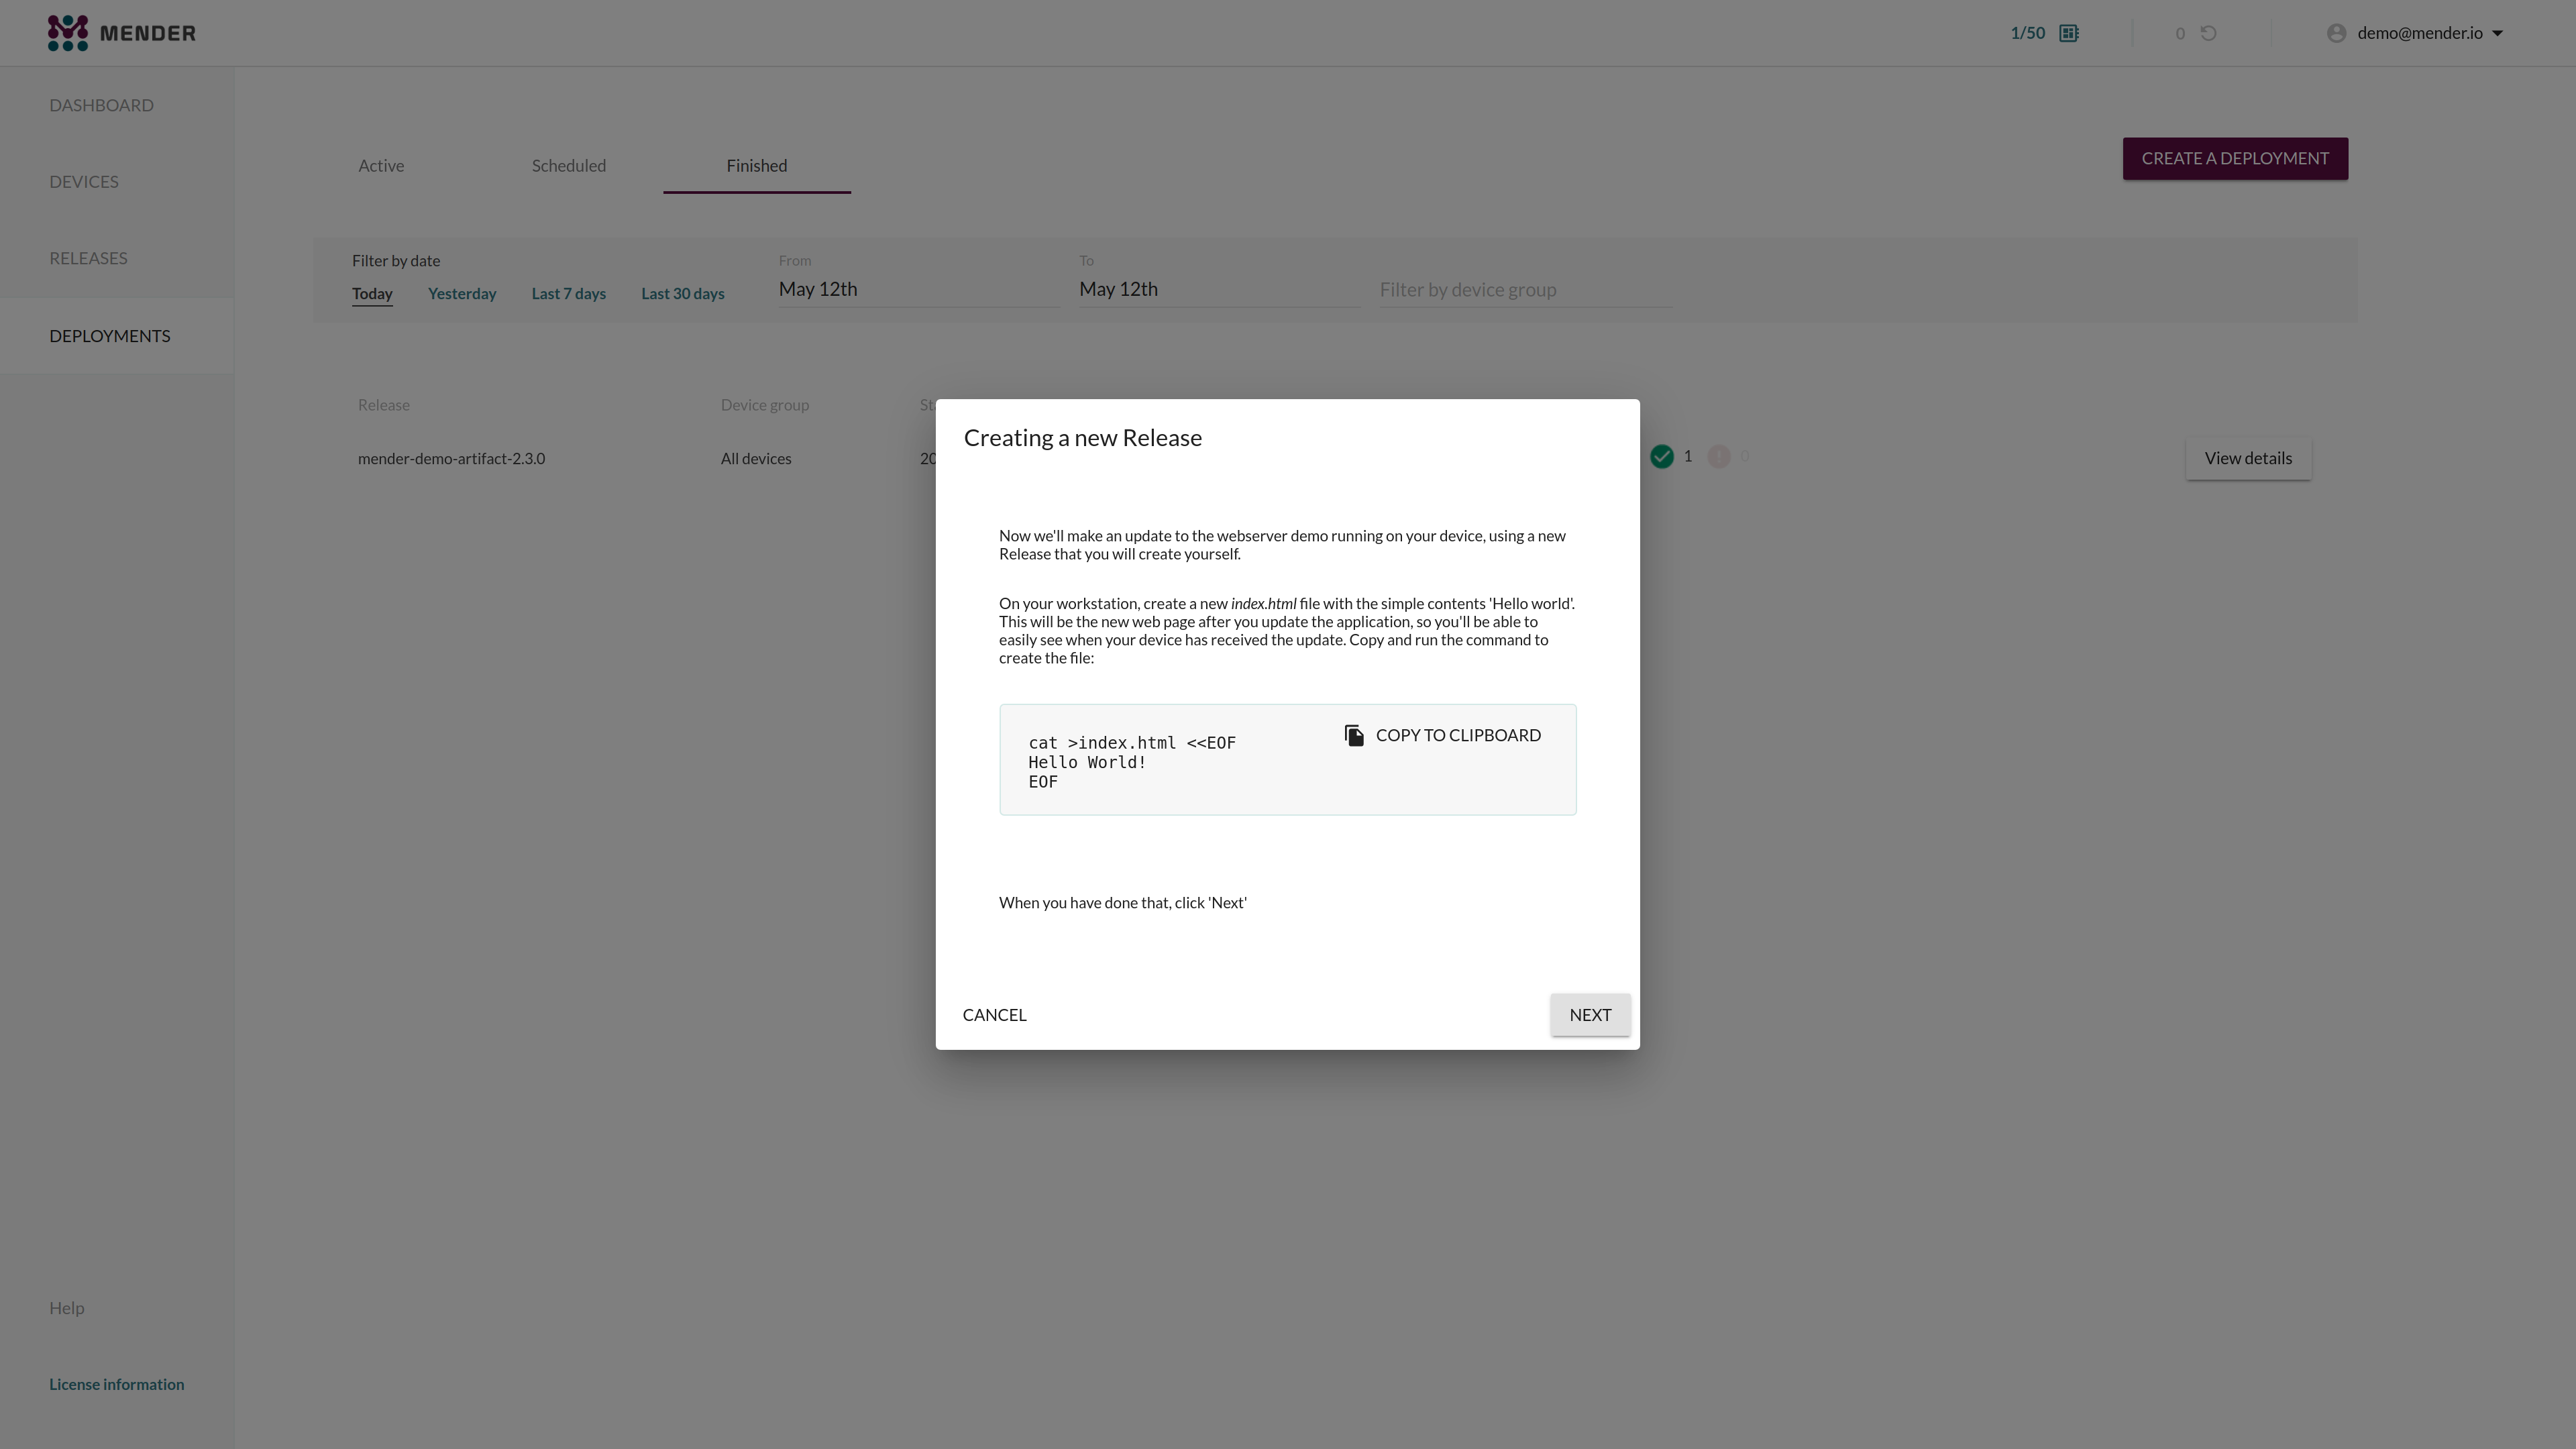 MENDER
1/50
0
demo@mender.io
DASHBOARD
DEVICES
RELEASES
DEPLOYMENTS
Help
License information
Active
Scheduled
Finished
CREATE A DEPLOYMENT
Filter by date
Today
Yesterday
Last 7 days
Last 30 days
From
May 12th
To
May 12th
Filter by device group
Release
Device group
mender-demo-artifact-2.3.0
All devices
20
1
0
View details
Creating a new Release
Now we'll make an update to the webserver demo running on your device, using a new
Release that you will create yourself.
On your workstation, create a new index.html file with the simple contents 'Hello world'.
This will be the new web page after you update the application, so you'll be able to
easily see when your device has received the update. Copy and run the command to
create the file:
COPY TO CLIPBOARD
cat >index.html <<EOF
Hello World!
EOF
When you have done that, click 'Next'
CANCEL
NEXT